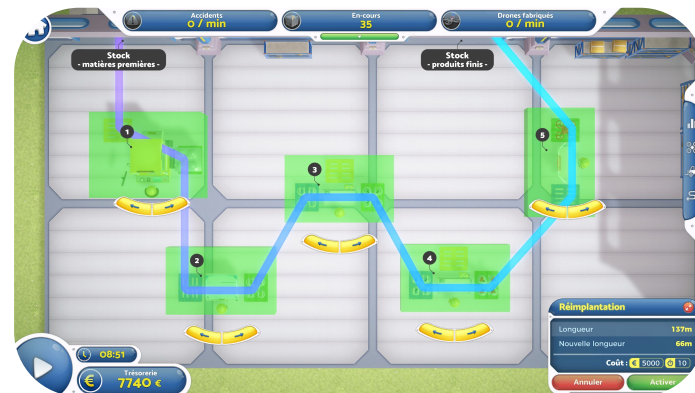 Accidents
0 / min
En-cours
35
Drones fabriqués
0 / min
Stock
- matières premières -
Stock
- produits finis -
1
5
3
2
4
Réimplantation
Longueur 137m
Nouvelle longueur 66m
Coût : € 5000 10
Annuler Activer
08:51
Trésorerie
€ 7740 €